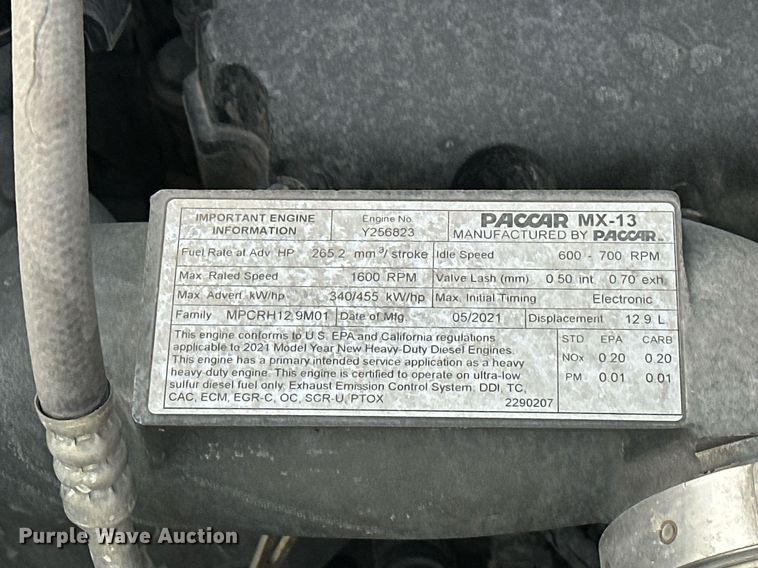 IMPORTANT ENGINE INFORMATION
Engine No. Y256823
PACCAR MX-13
MANUFACTURED BY PACCAR INC
Fuel Rate at Adv HP 265.2 mm³/stroke
Idle Speed 600 - 700 RPM
Max. Rated Speed 1600 RPM
Valve Lash (mm) 0.50 int 0.70 exh
Max. Advert kW/hp 340/455 kW/hp
Max. Initial Timing Electronic
Family MPCRH12.9M01
Date of Mfg. 05/2021
Displacement 12.9 L
This engine conforms to U.S. EPA and California regulations
applicable to 2021 Model Year New Heavy-Duty Diesel Engines.
This engine has a primary intended service application as a heavy
heavy-duty engine. This engine is certified to operate on ultra-low
sulfur diesel fuel only. Exhaust Emission Control System: DDI, TC,
CAC, ECM, EGR-C, OC, SCR-U, PTOX
2290207
STD EPA CARB
NOx 0.20 0.20
PM 0.01 0.01
Purple Wave Auction